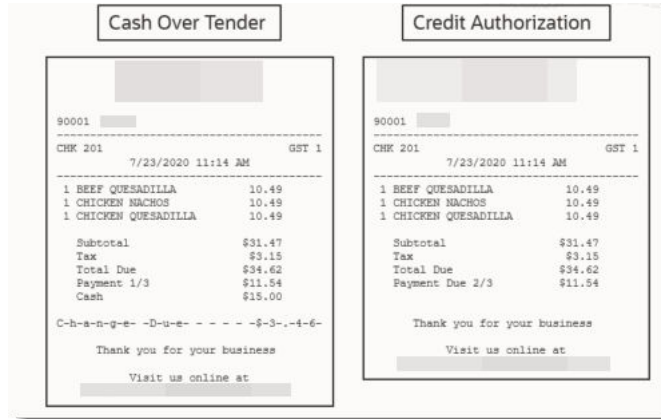 Cash Over Tender
90001
CHK 201 GST 1
7/23/2020 11:14 AM
1 BEEF QUESADILLA 10.49
1 CHICKEN NACHOS 10.49
1 CHICKEN QUESADILLA 10.49
Subtotal $31.47
Tax $3.15
Total Due $34.62
Payment 1/3 $11.54
Cash $15.00
C-h-a-n-g-e- -D-u-e- - - - - -$-3-.-4-6-
Thank you for your business
Visit us online at
Credit Authorization
90001
CHK 201 GST 1
7/23/2020 11:14 AM
1 BEEF QUESADILLA 10.49
1 CHICKEN NACHOS 10.49
1 CHICKEN QUESADILLA 10.49
Subtotal $31.47
Tax $3.15
Total Due $34.62
Payment Due 2/3 $11.54
Thank you for your business
Visit us online at